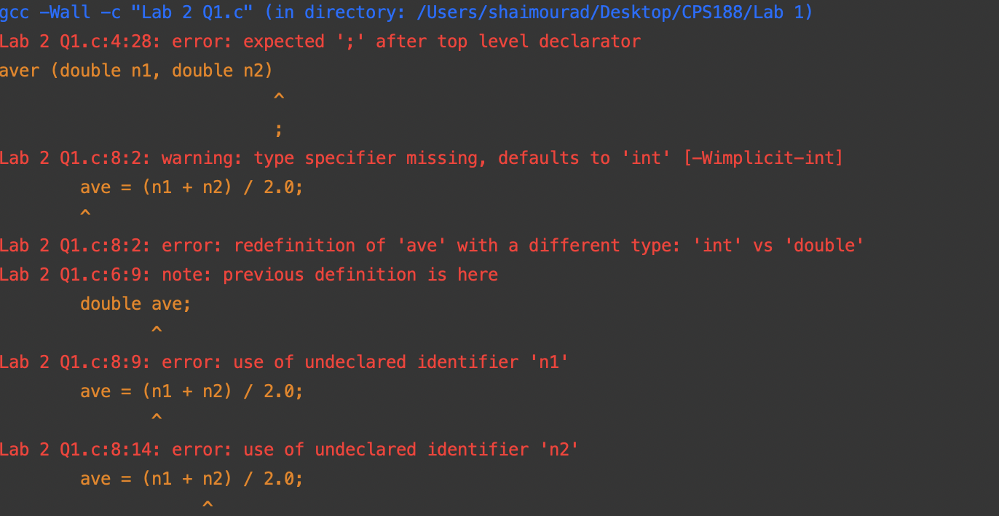 gcc -Wall -c "Lab 2 Q1.c" (in directory: /Users/shaimourad/Desktop/CPS188/Lab 1)
Lab 2 Q1.c:4:28: error: expected ';' after top level declarator
aver (double n1, double n2)
^
;
Lab 2 Q1.c:8:2: warning: type specifier missing, defaults to 'int' [-Wimplicit-int]
ave = (n1 + n2) / 2.0;
^
Lab 2 Q1.c:8:2: error: redefinition of 'ave' with a different type: 'int' vs 'double'
Lab 2 Q1.c:6:9: note: previous definition is here
double ave;
^
Lab 2 Q1.c:8:9: error: use of undeclared identifier 'n1'
ave = (n1 + n2) / 2.0;
^
Lab 2 Q1.c:8:14: error: use of undeclared identifier 'n2'
ave = (n1 + n2) / 2.0;
^